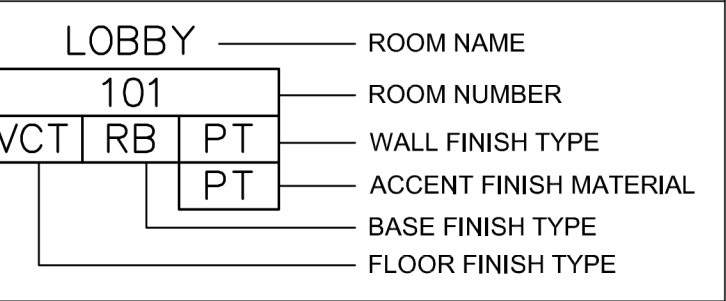 LOBBY ROOM NAME
101 ROOM NUMBER
VCT RB PT WALL FINISH TYPE
PT ACCENT FINISH MATERIAL
BASE FINISH TYPE
FLOOR FINISH TYPE